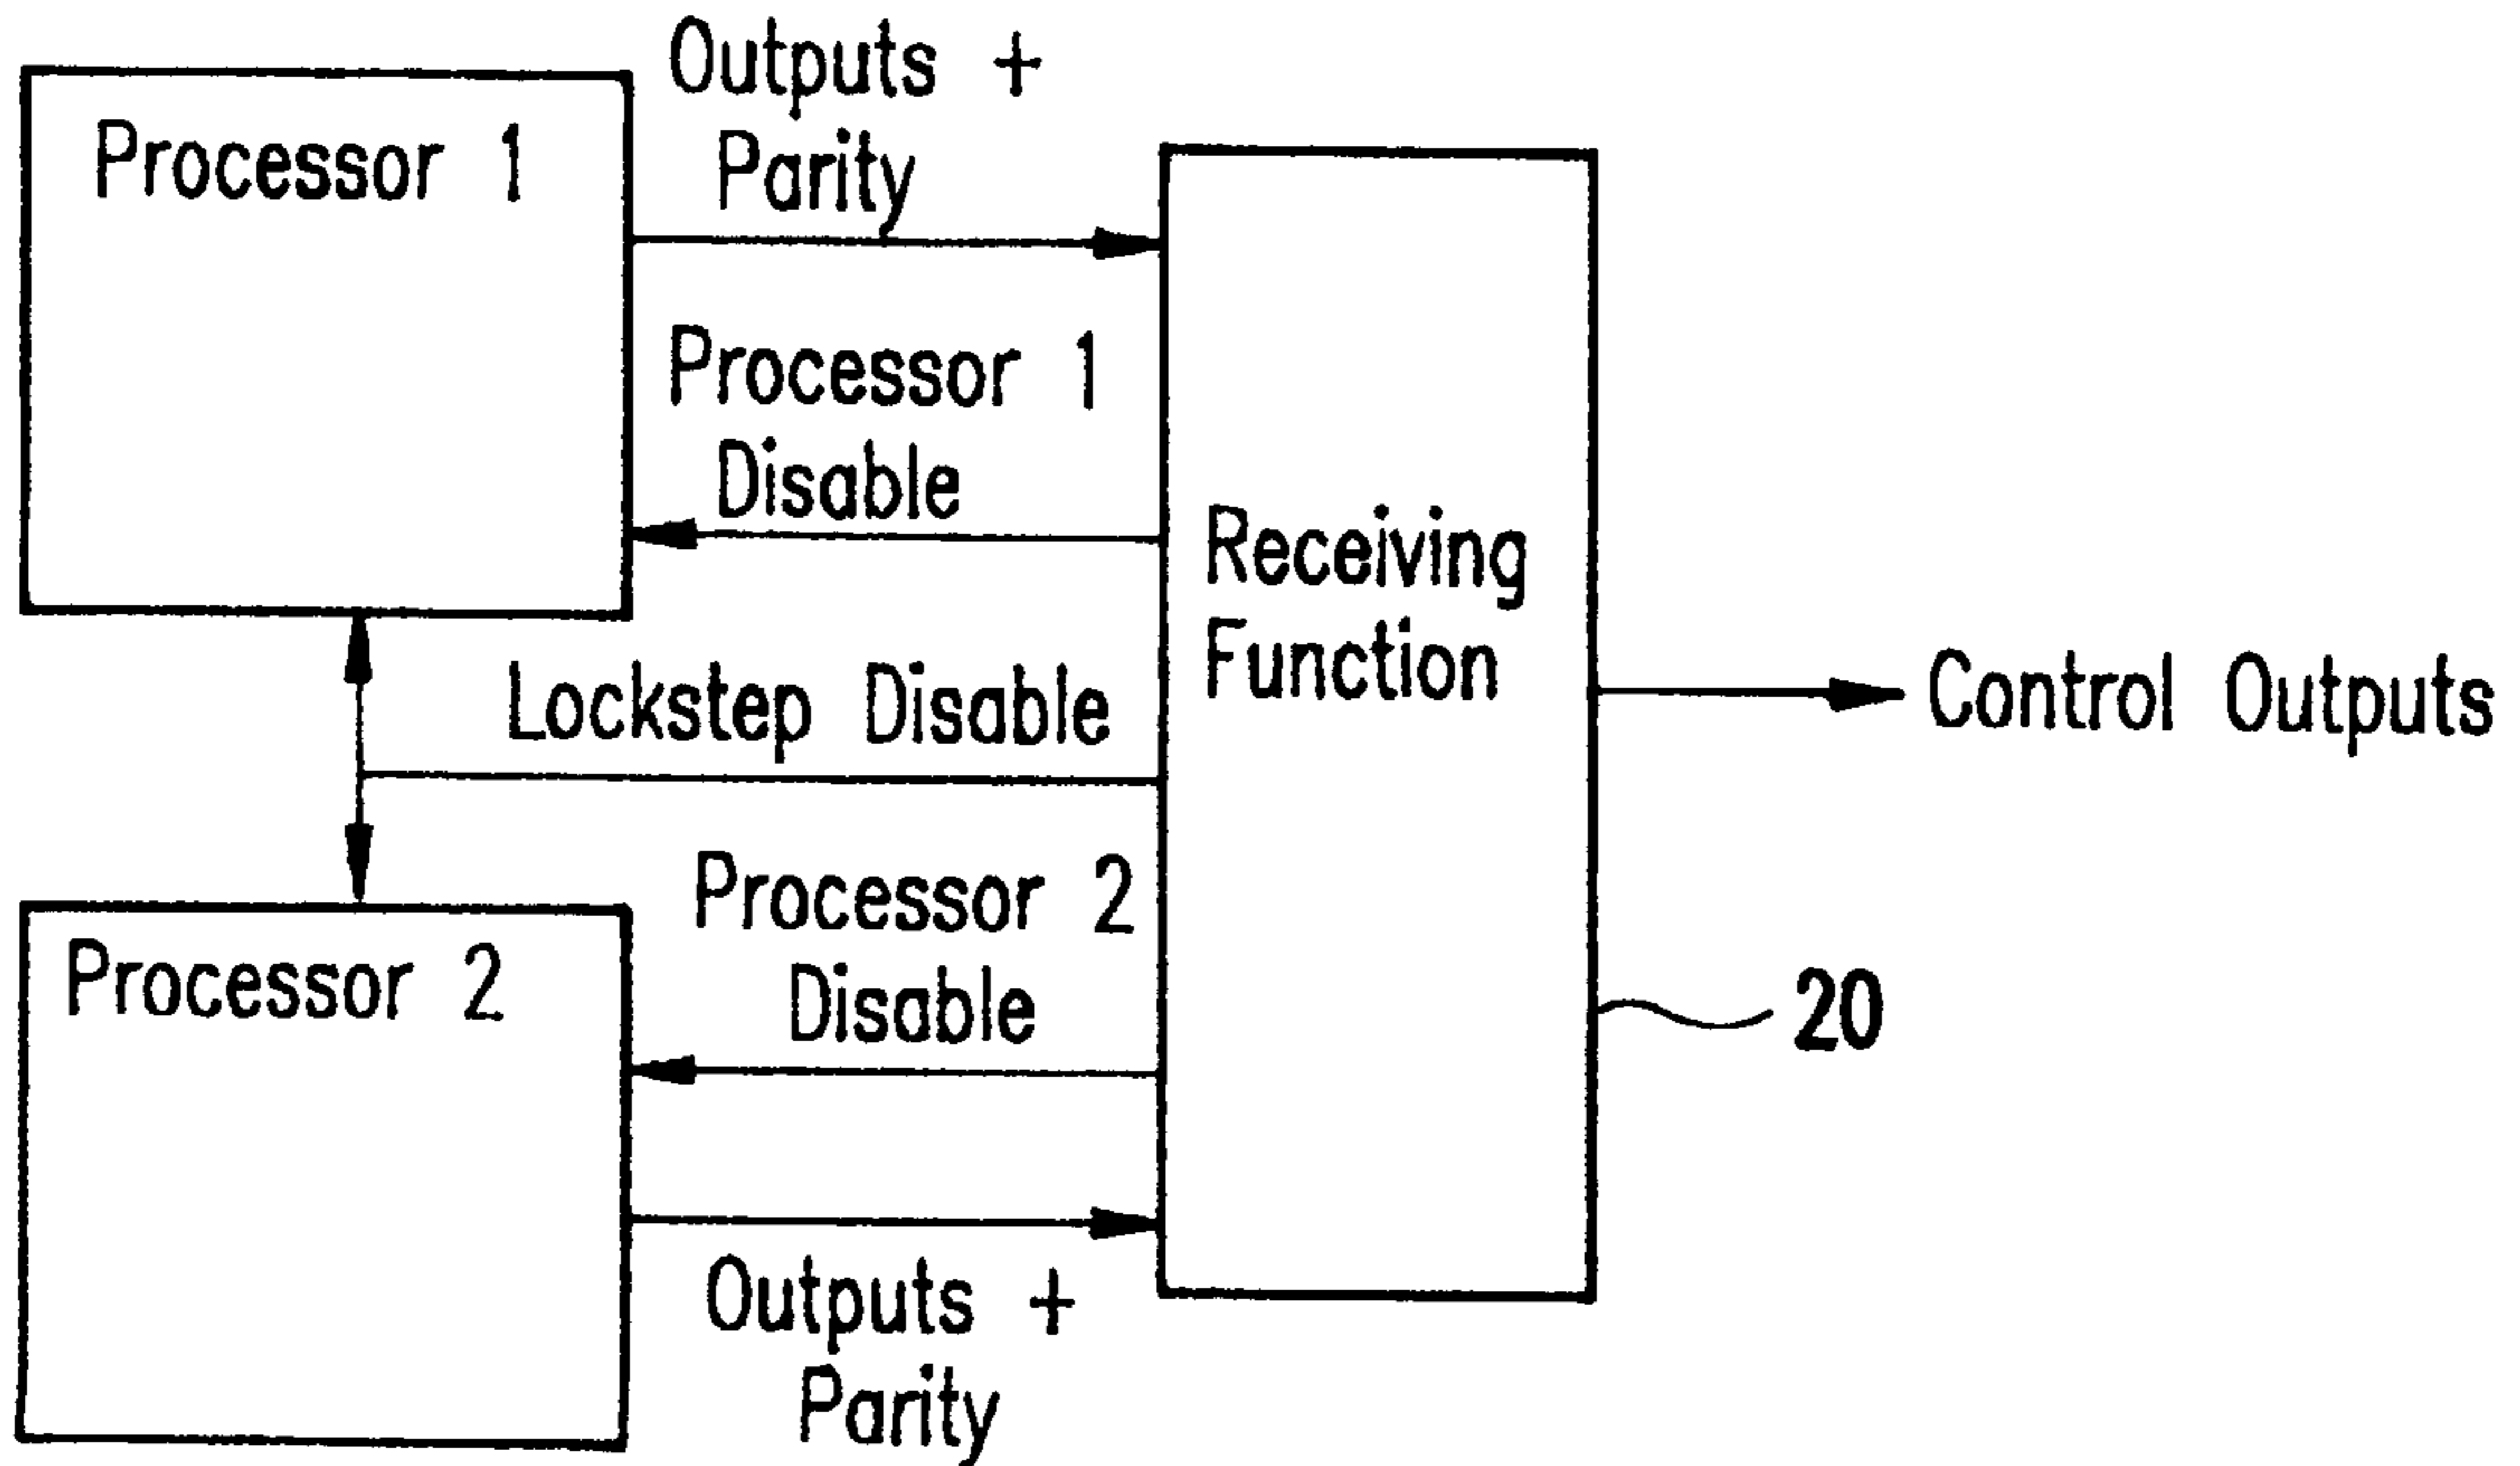 Outputs +
Parity
Processor 1
Processor 1
Disable
Receiving
Function
Lockstep Disable
Control Outputs
Processor 2
Disable
Processor 2
20
Outputs +
Parity